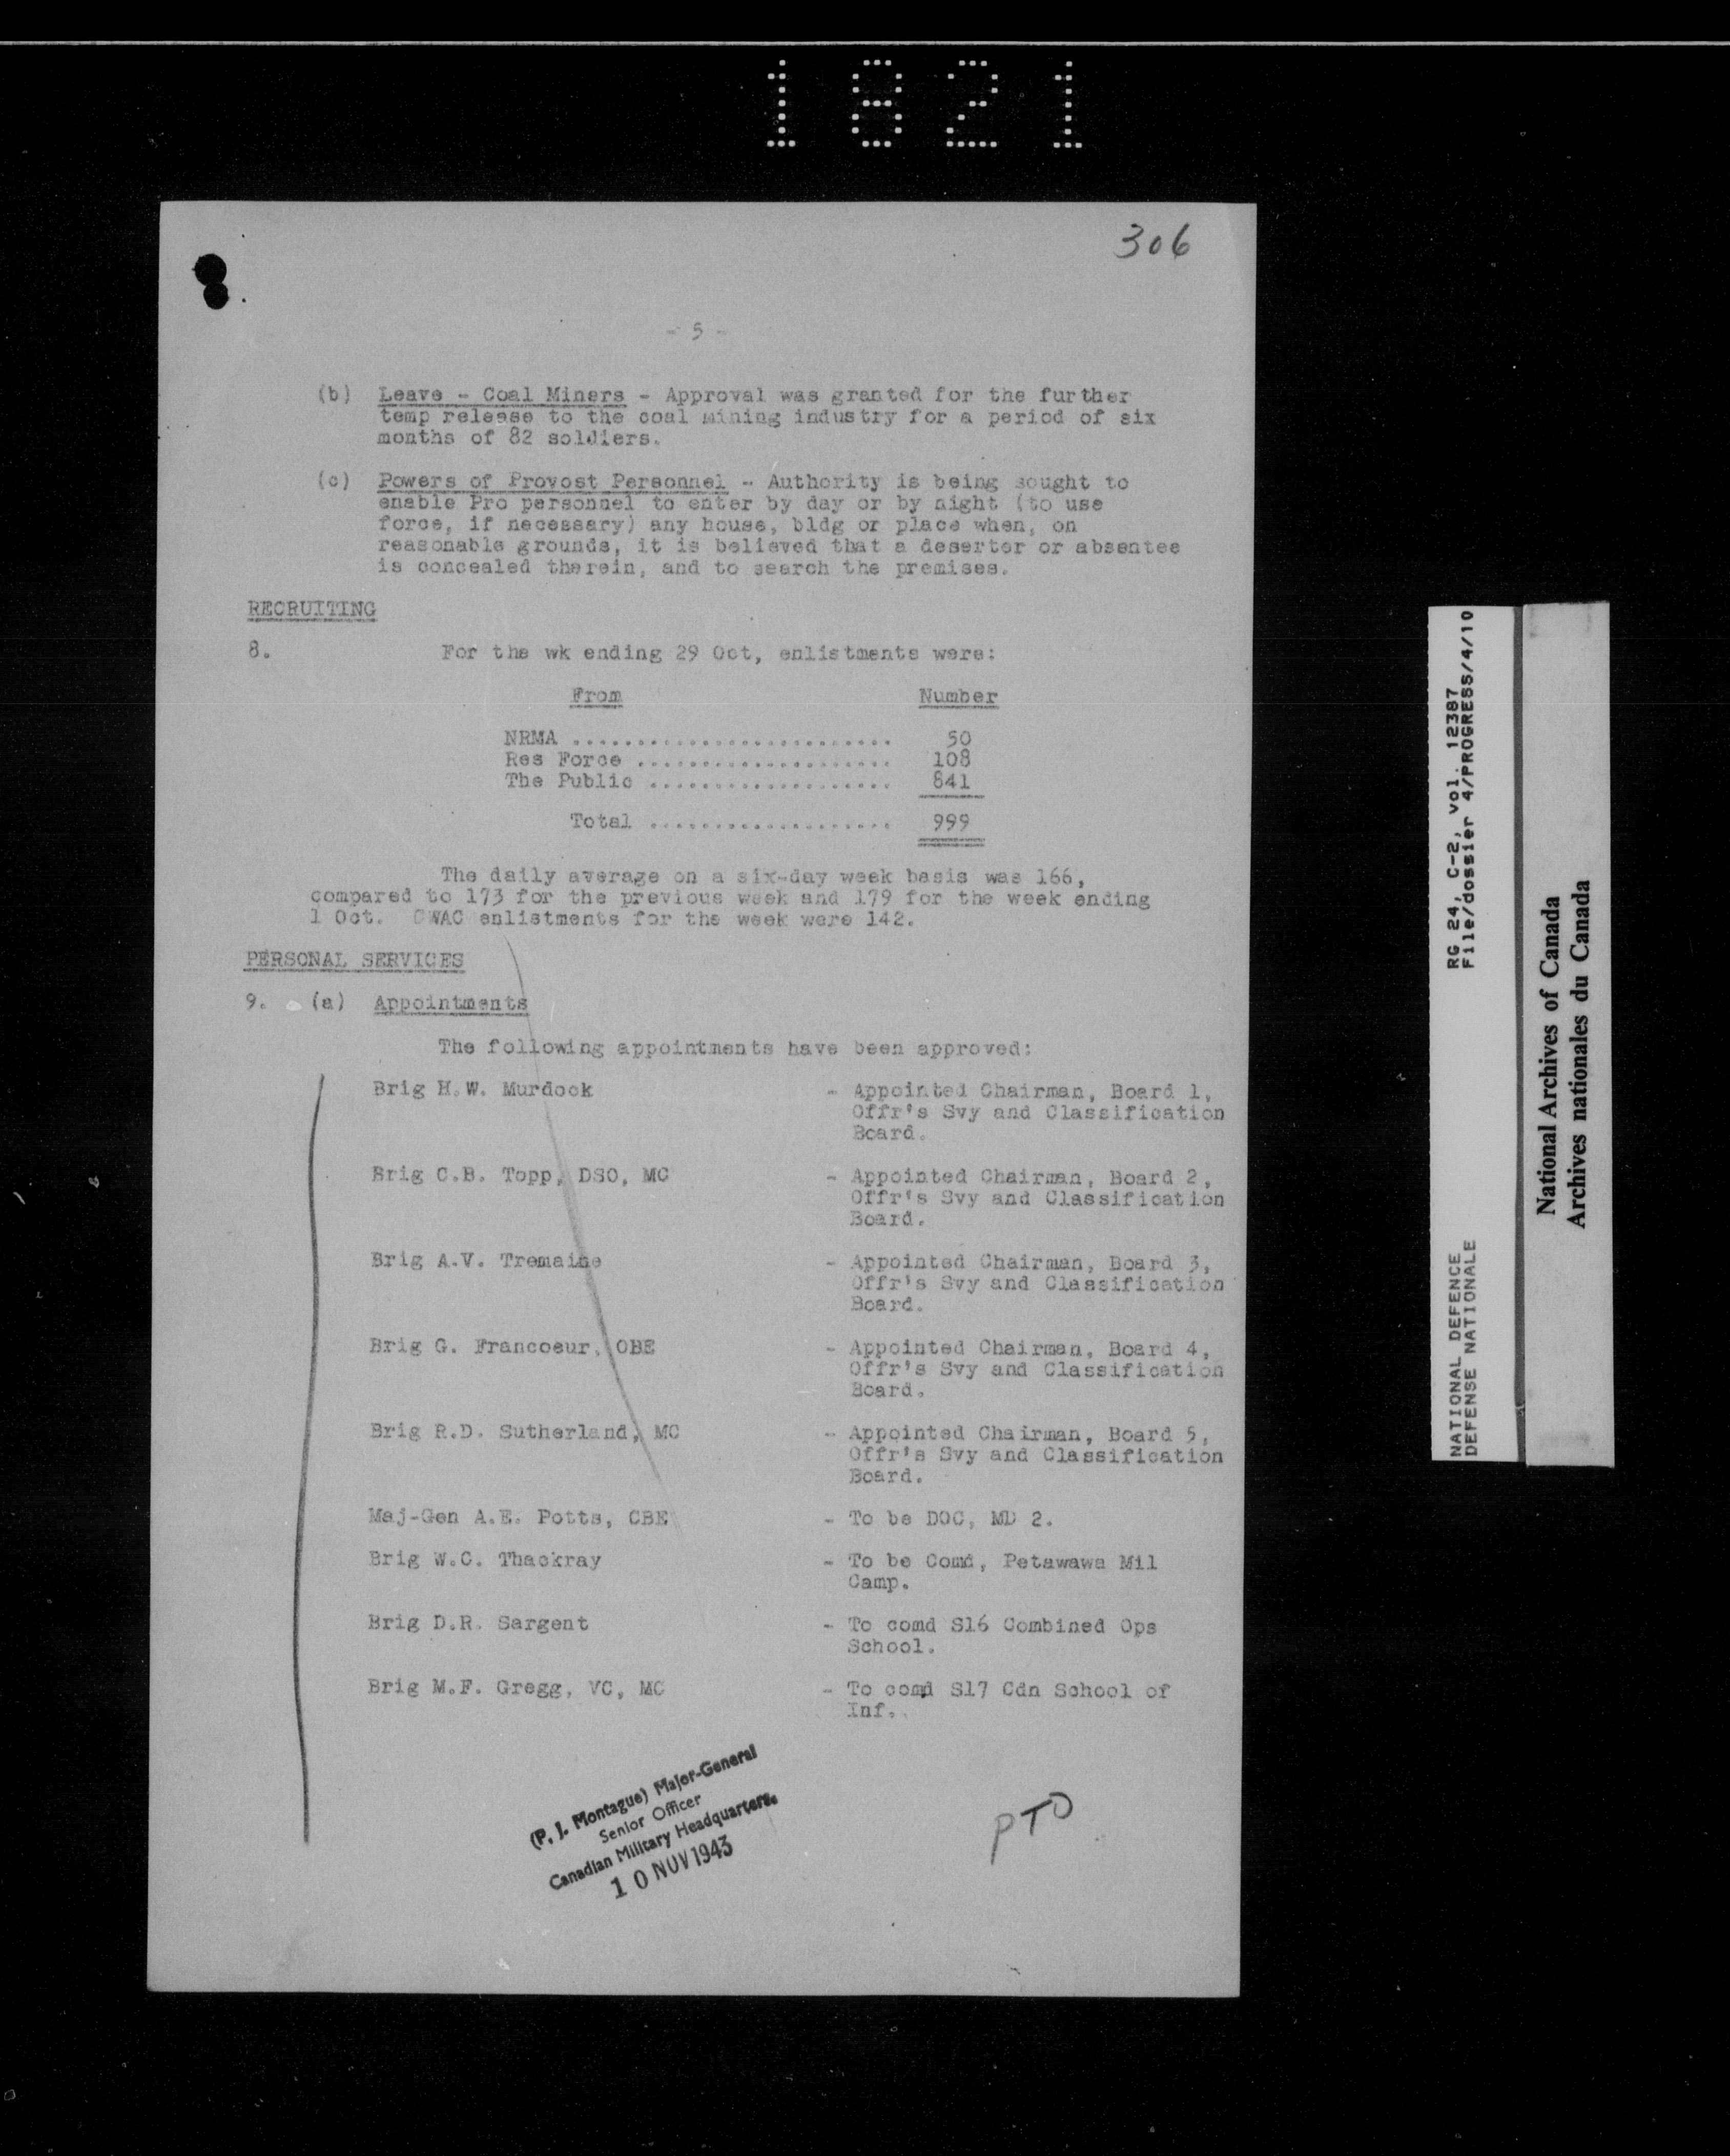 1821
306
- 5 -
(b) Leave - Coal Miners - Approval was granted for the further
temp release to the coal mining industry for a period of six
months of 82 soldiers.
(c) Powers of Provost Personnel - Authority is being sought to
enable Pro personnel to enter by day or by night (to use
force, if necessary) any house, bldg or place when, on
reasonable grounds, it is believed that a deserter or absentee
is concealed therein, and to search the premises.
RECRUITING
8. For the wk ending 29 Oct, enlistments were:
From Number
NRMA ......................... 50
Res Force .................... 108
The Public ................... 841
Total ................... 999
The daily average on a six-day week basis was 166,
compared to 173 for the previous week and 179 for the week ending
1 Oct. CWAC enlistments for the week were 142.
PERSONAL SERVICES
9. (a) Appointments
The following appointments have been approved:
Brig H.W. Murdock - Appointed Chairman, Board 1,
Offr's Svy and Classification
Board.
Brig C.B. Topp, DSO, MC - Appointed Chairman, Board 2,
Offr's Svy and Classification
Board.
Brig A.V. Tremaine - Appointed Chairman, Board 3,
Offr's Svy and Classification
Board.
Brig G. Francoeur, OBE - Appointed Chairman, Board 4,
Offr's Svy and Classification
Board.
Brig R.D. Sutherland, MC - Appointed Chairman, Board 5,
Offr's Svy and Classification
Board.
Maj-Gen A.E. Potts, CBE - To be DOC, MD 2.
Brig W.C. Thackray - To be Comd, Petawawa Mil
Camp.
Brig D.R. Sargent - To comd S16 Combined Ops
School.
Brig M.F. Gregg, VC, MC - To comd S17 Cdn School of
Inf.
(P. J. Montague) Major-General
Senior Officer
Canadian Military Headquarters.
10 NOV 1943
PTO
NATIONAL DEFENCE RG 24, C-2, vol. 12387
DEFENSE NATIONALE File/dossier 4/PROGRESS/4/10
National Archives of Canada
Archives nationales du Canada